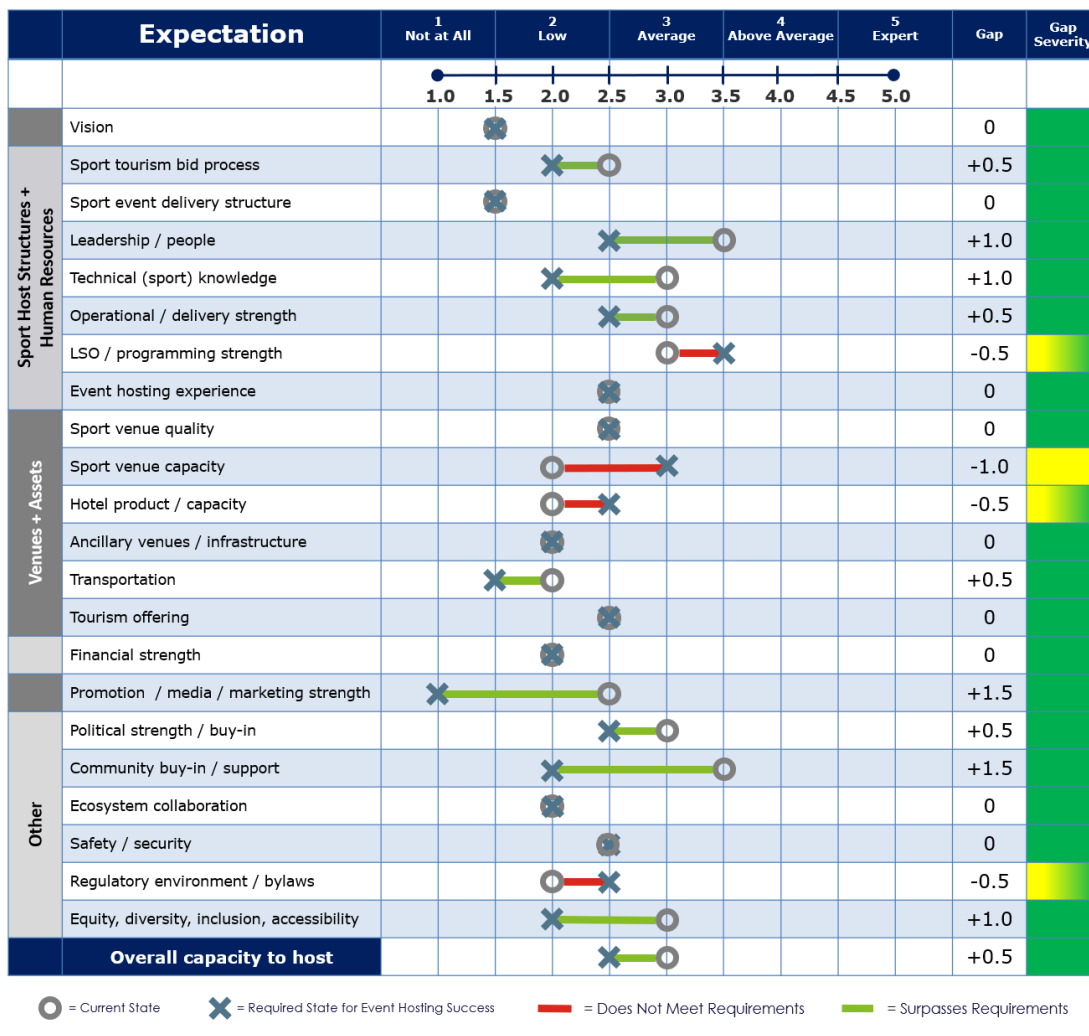 Expectation
1 Not at All
2 Low
3 Average
4 Above Average
5 Expert
Gap
Gap Severity
1.0 1.5 2.0 2.5 3.0 3.5 4.0 4.5 5.0
Vision 0
Sport Host Structures + Human Resources
Sport tourism bid process +0.5
Sport event delivery structure 0
Leadership / people +1.0
Technical (sport) knowledge +1.0
Operational / delivery strength +0.5
LSO / programming strength -0.5
Event hosting experience 0
Venues + Assets
Sport venue quality 0
Sport venue capacity -1.0
Hotel product / capacity -0.5
Ancillary venues / infrastructure 0
Transportation +0.5
Tourism offering 0
Financial strength 0
Promotion / media / marketing strength +1.5
Other
Political strength / buy-in +0.5
Community buy-in / support +1.5
Ecosystem collaboration 0
Safety / security 0
Regulatory environment / bylaws -0.5
Equity, diversity, inclusion, accessibility +1.0
Overall capacity to host +0.5
= Current State
= Required State for Event Hosting Success
= Does Not Meet Requirements
= Surpasses Requirements